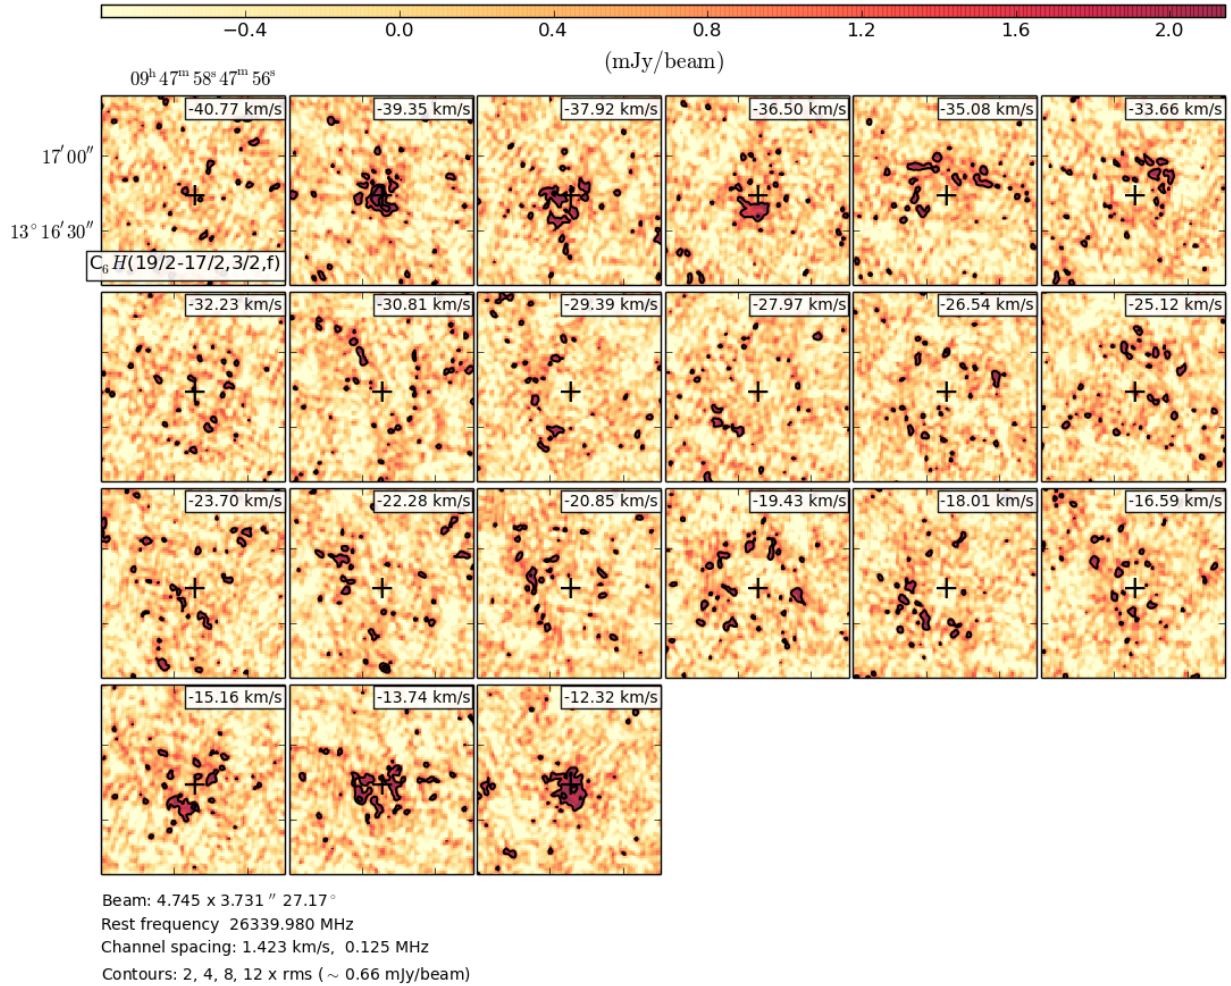 −0.4 0.0 0.4 0.8 1.2 1.6 2.0
(mJy/beam)
09ʰ 47ᵐ 58ˢ 47ᵐ 56ˢ
-40.77 km/s -39.35 km/s -37.92 km/s -36.50 km/s -35.08 km/s -33.66 km/s
17′00″
13° 16′30″
C₆H(19/2-17/2,3/2,f)
-32.23 km/s -30.81 km/s -29.39 km/s -27.97 km/s -26.54 km/s -25.12 km/s
-23.70 km/s -22.28 km/s -20.85 km/s -19.43 km/s -18.01 km/s -16.59 km/s
-15.16 km/s -13.74 km/s -12.32 km/s
Beam: 4.745 x 3.731 ″ 27.17°
Rest frequency 26339.980 MHz
Channel spacing: 1.423 km/s, 0.125 MHz
Contours: 2, 4, 8, 12 x rms (∼ 0.66 mJy/beam)